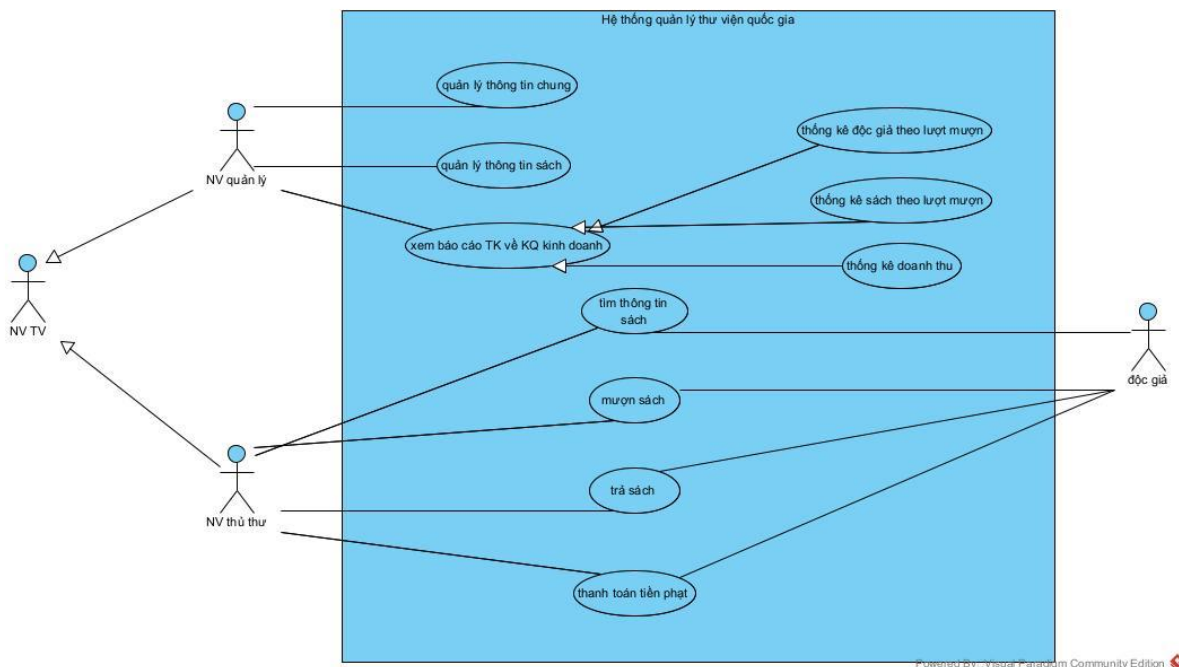 Hệ thống quản lý thư viện quốc gia
quản lý thông tin chung
thống kê độc giả theo lượt mượn
quản lý thông tin sách
NV quản lý
thống kê sách theo lượt mượn
xem báo cáo TK về KQ kinh doanh
thống kê doanh thu
tìm thông tin
sách
NV TV
độc giả
mượn sách
trả sách
NV thủ thư
thanh toán tiền phạt
Powered By: Visual Paradigm Community Edition